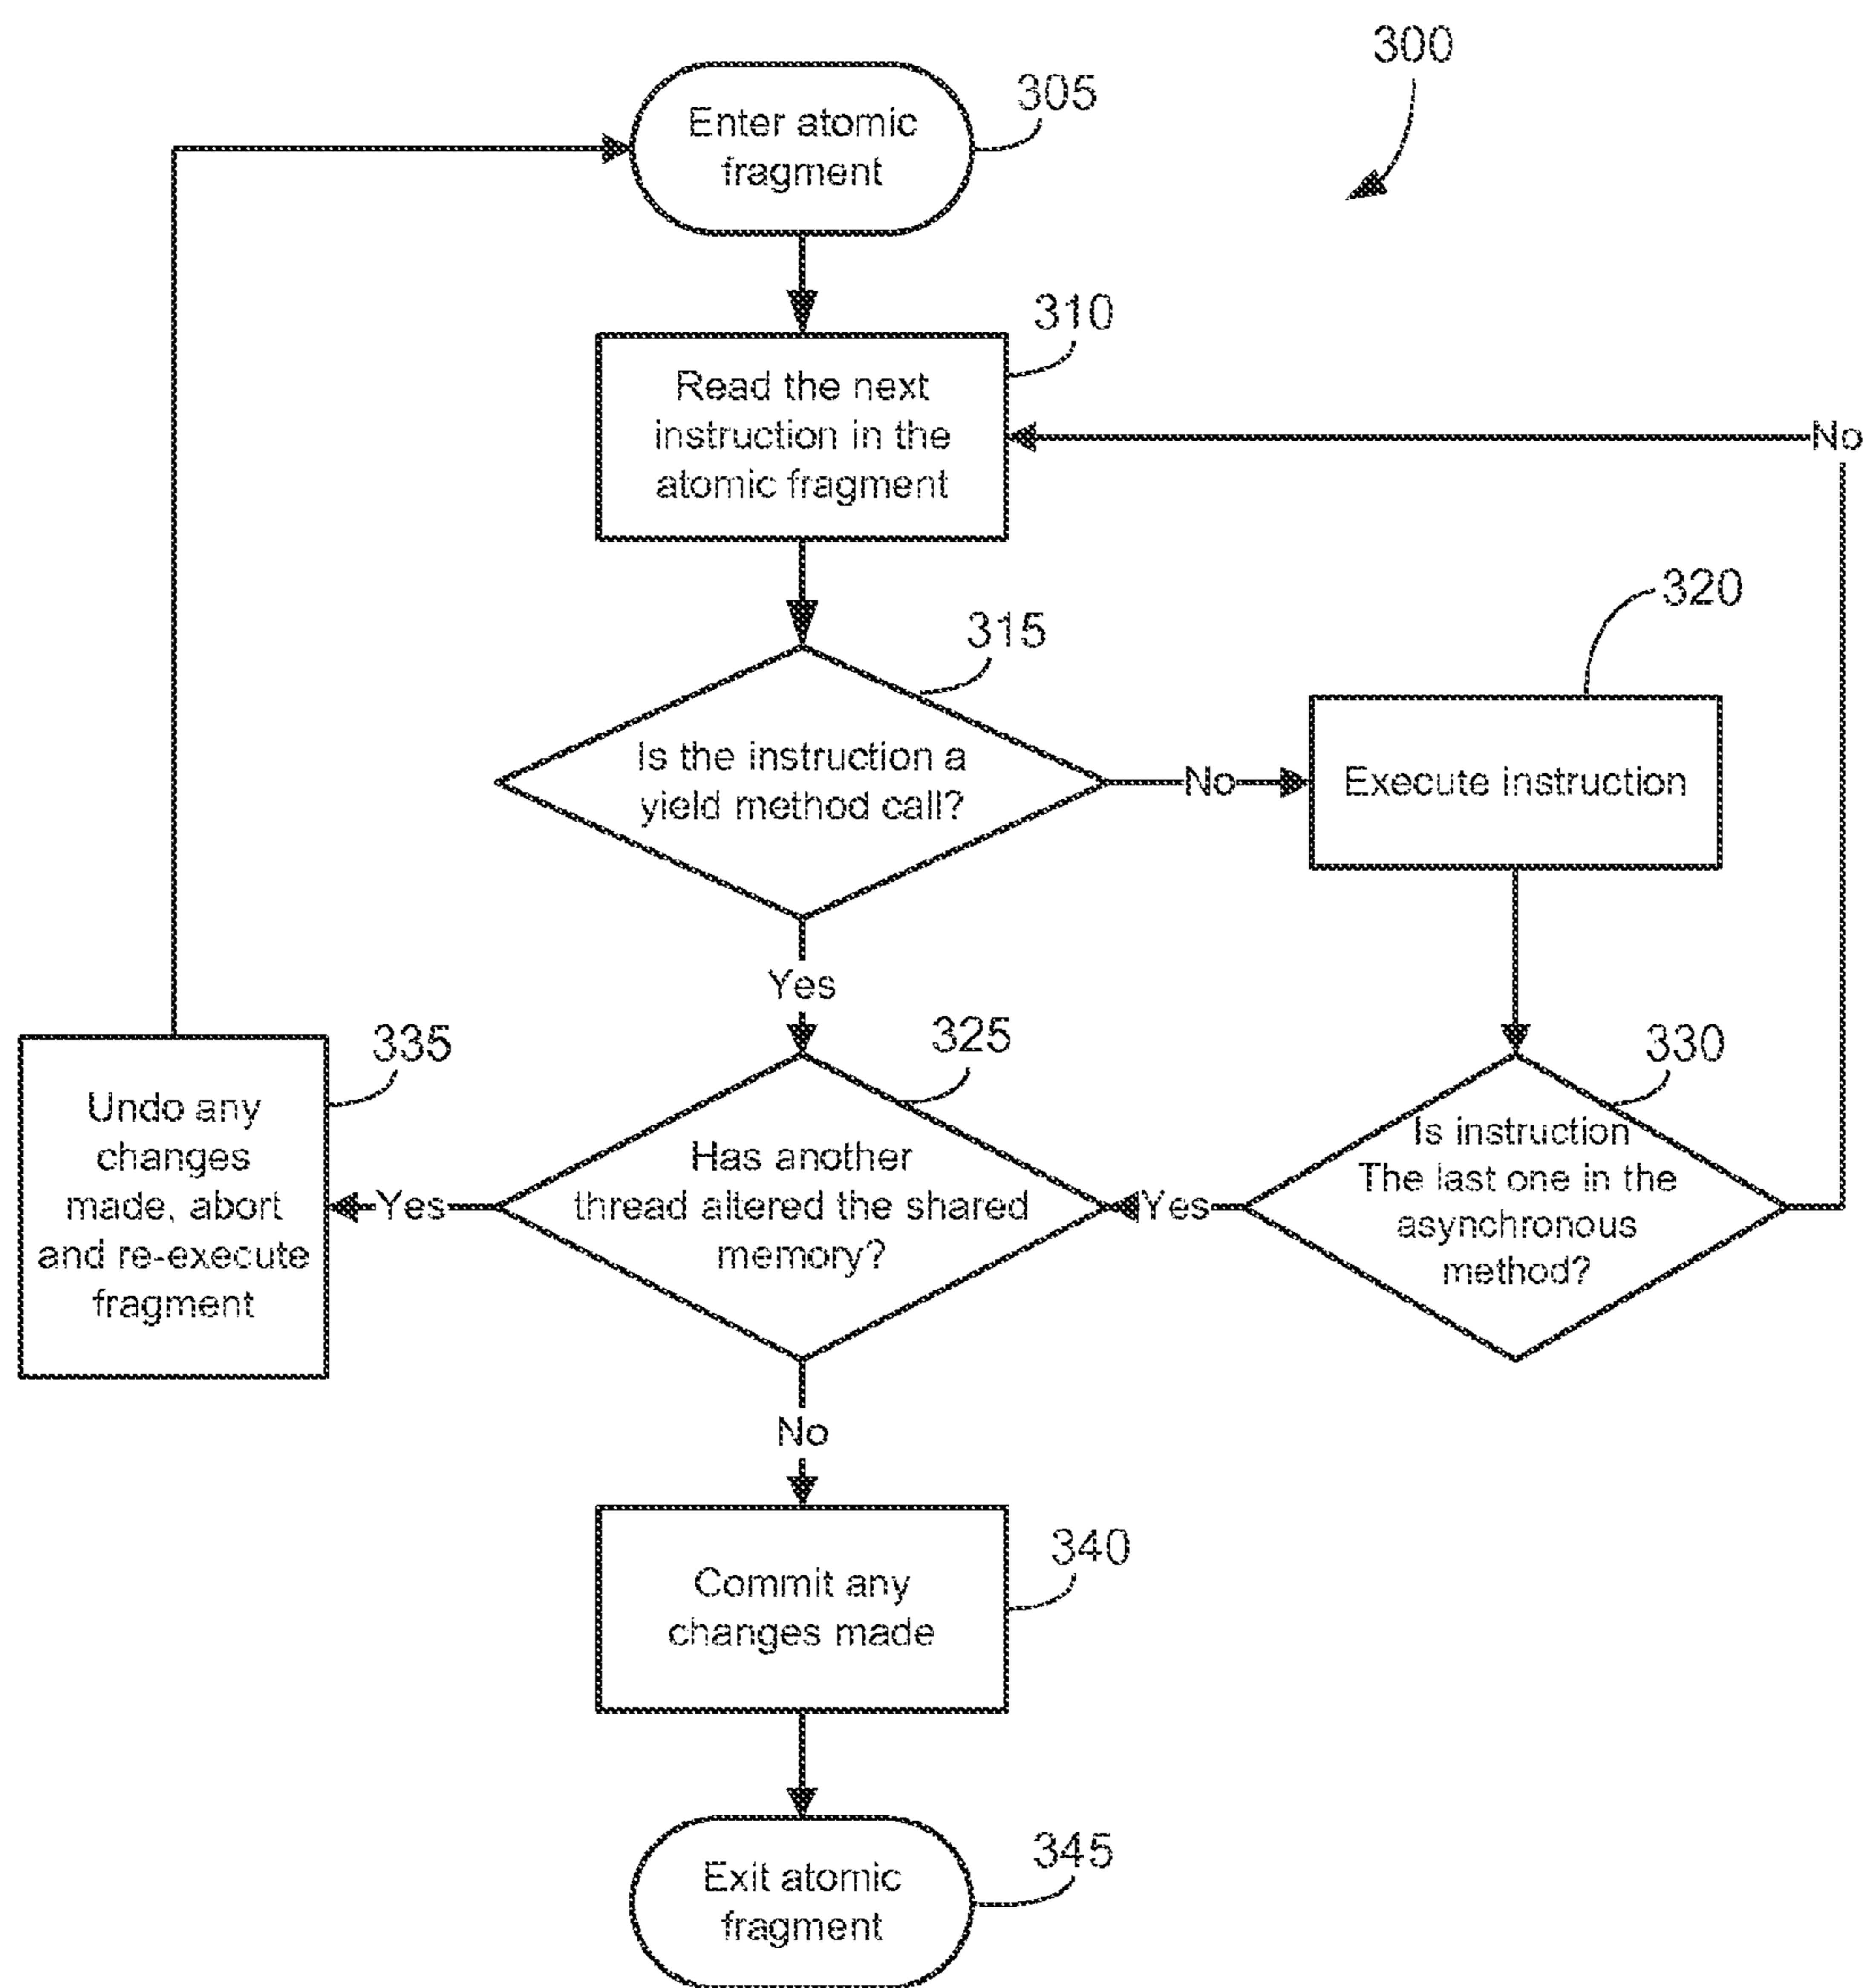 300
Enter atomic
fragment
305
310
Read the next
instruction in the
atomic fragment
No
315
320
Is the instruction a
yield method call?
No
Execute instruction
Yes
335
325
330
Undo any
changes
made, abort
and re-execute
fragment
Yes
Has another
thread altered the shared
memory?
Yes
Is instruction
The last one in the
asynchronous
method?
No
340
Commit any
changes made
345
Exit atomic
fragment